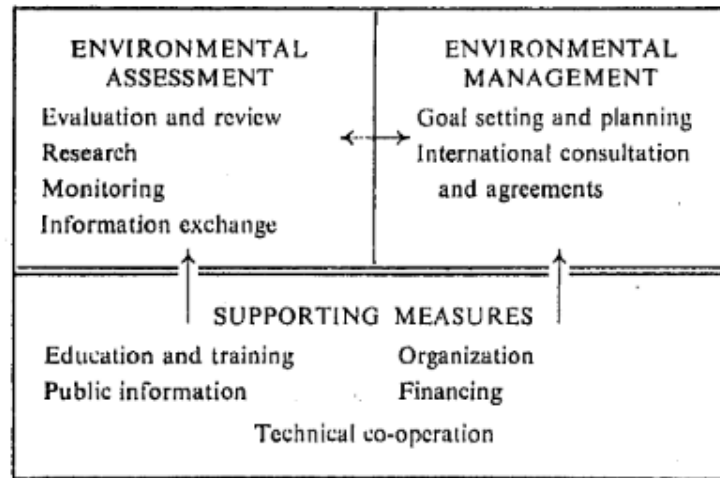 ENVIRONMENTAL
ASSESSMENT
Evaluation and review
Research
Monitoring
Information exchange
ENVIRONMENTAL
MANAGEMENT
Goal setting and planning
International consultation
and agreements
SUPPORTING MEASURES
Education and training
Public information
Organization
Financing
Technical co-operation